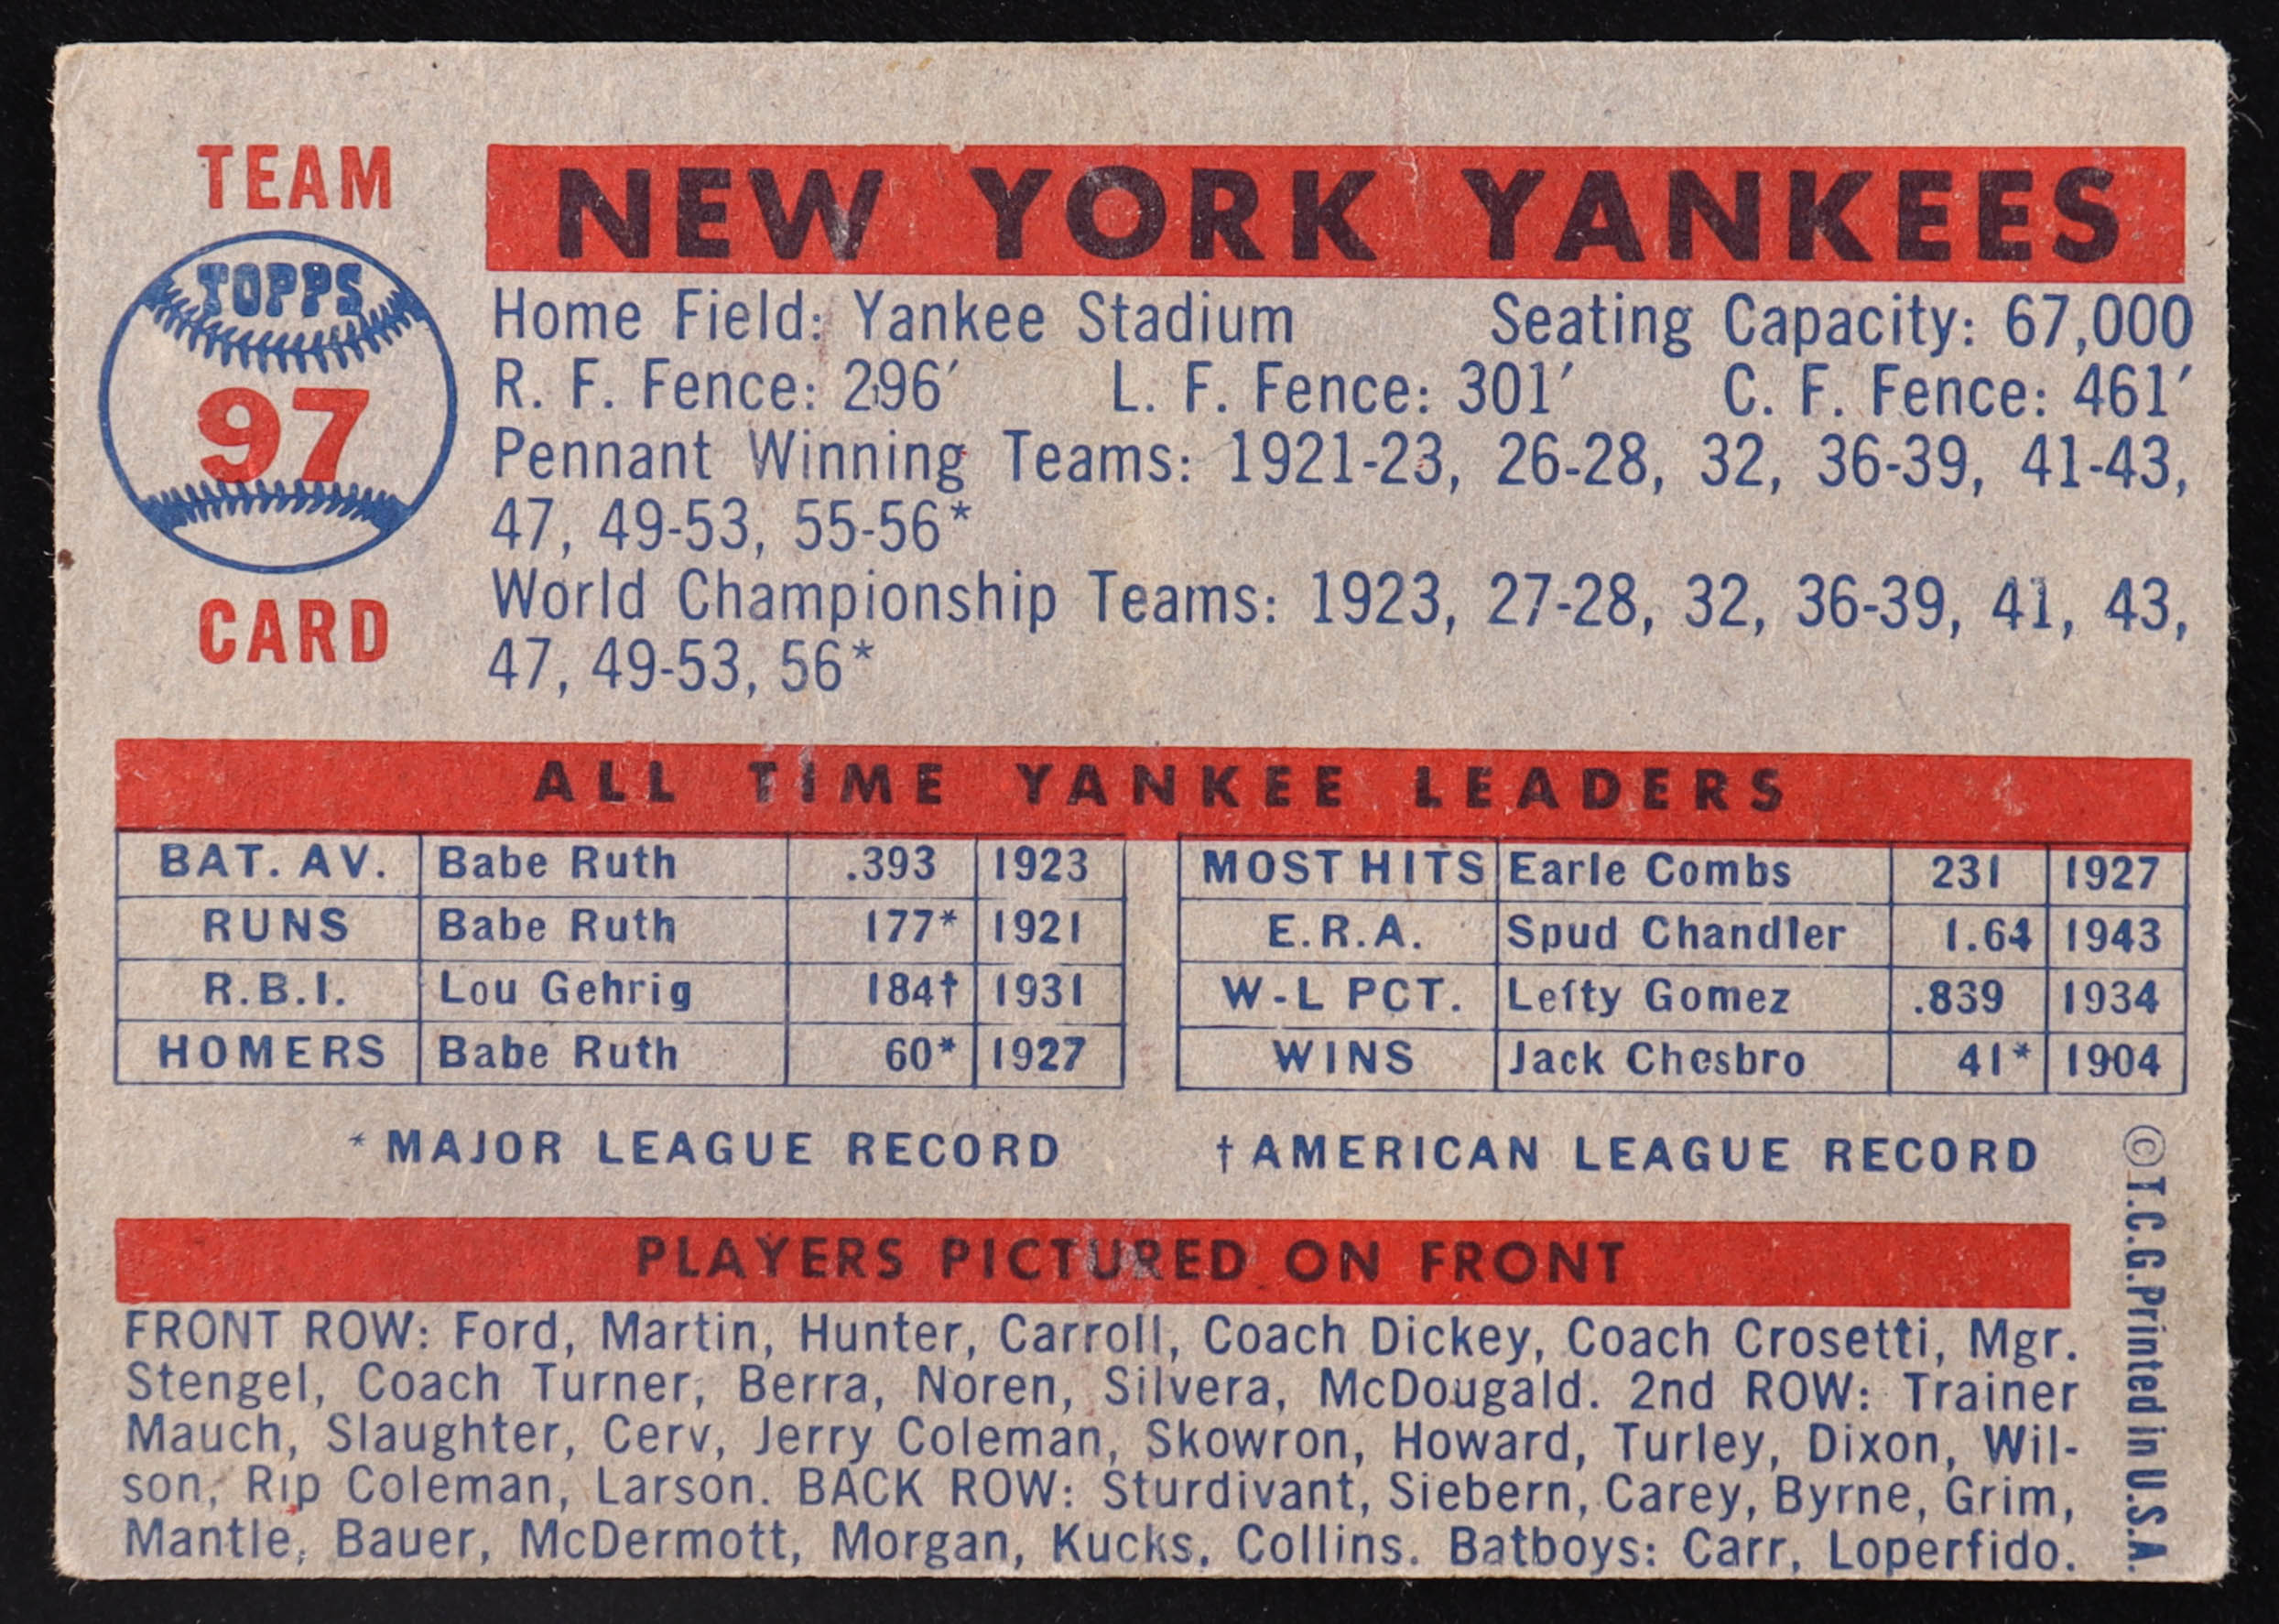 TEAM
TOPPS
97
CARD
NEW YORK YANKEES
Home Field: Yankee Stadium Seating Capacity: 67,000
R. F. Fence: 296′ L. F. Fence: 301′ C. F. Fence: 461′
Pennant Winning Teams: 1921-23, 26-28, 32, 36-39, 41-43,
47, 49-53, 55-56*
World Championship Teams: 1923, 27-28, 32, 36-39, 41, 43,
47, 49-53, 56*
ALL TIME YANKEE LEADERS
BAT. AV. Babe Ruth .393 1923 MOST HITS Earle Combs 231 1927
RUNS Babe Ruth 177* 1921 E.R.A. Spud Chandler 1.64 1943
R.B.I. Lou Gehrig 184† 1931 W-L PCT. Lefty Gomez .839 1934
HOMERS Babe Ruth 60* 1927 WINS Jack Chesbro 41* 1904
*MAJOR LEAGUE RECORD †AMERICAN LEAGUE RECORD
PLAYERS PICTURED ON FRONT
FRONT ROW: Ford, Martin, Hunter, Carroll, Coach Dickey, Coach Crosetti, Mgr.
Stengel, Coach Turner, Berra, Noren, Silvera, McDougald. 2nd ROW: Trainer
Mauch, Slaughter, Cerv, Jerry Coleman, Skowron, Howard, Turley, Dixon, Wil-
son, Rip Coleman, Larson. BACK ROW: Sturdivant, Siebern, Carey, Byrne, Grim,
Mantle, Bauer, McDermott, Morgan, Kucks, Collins. Batboys: Carr, Loperfido.
©T.C.G. Printed in U.S.A.